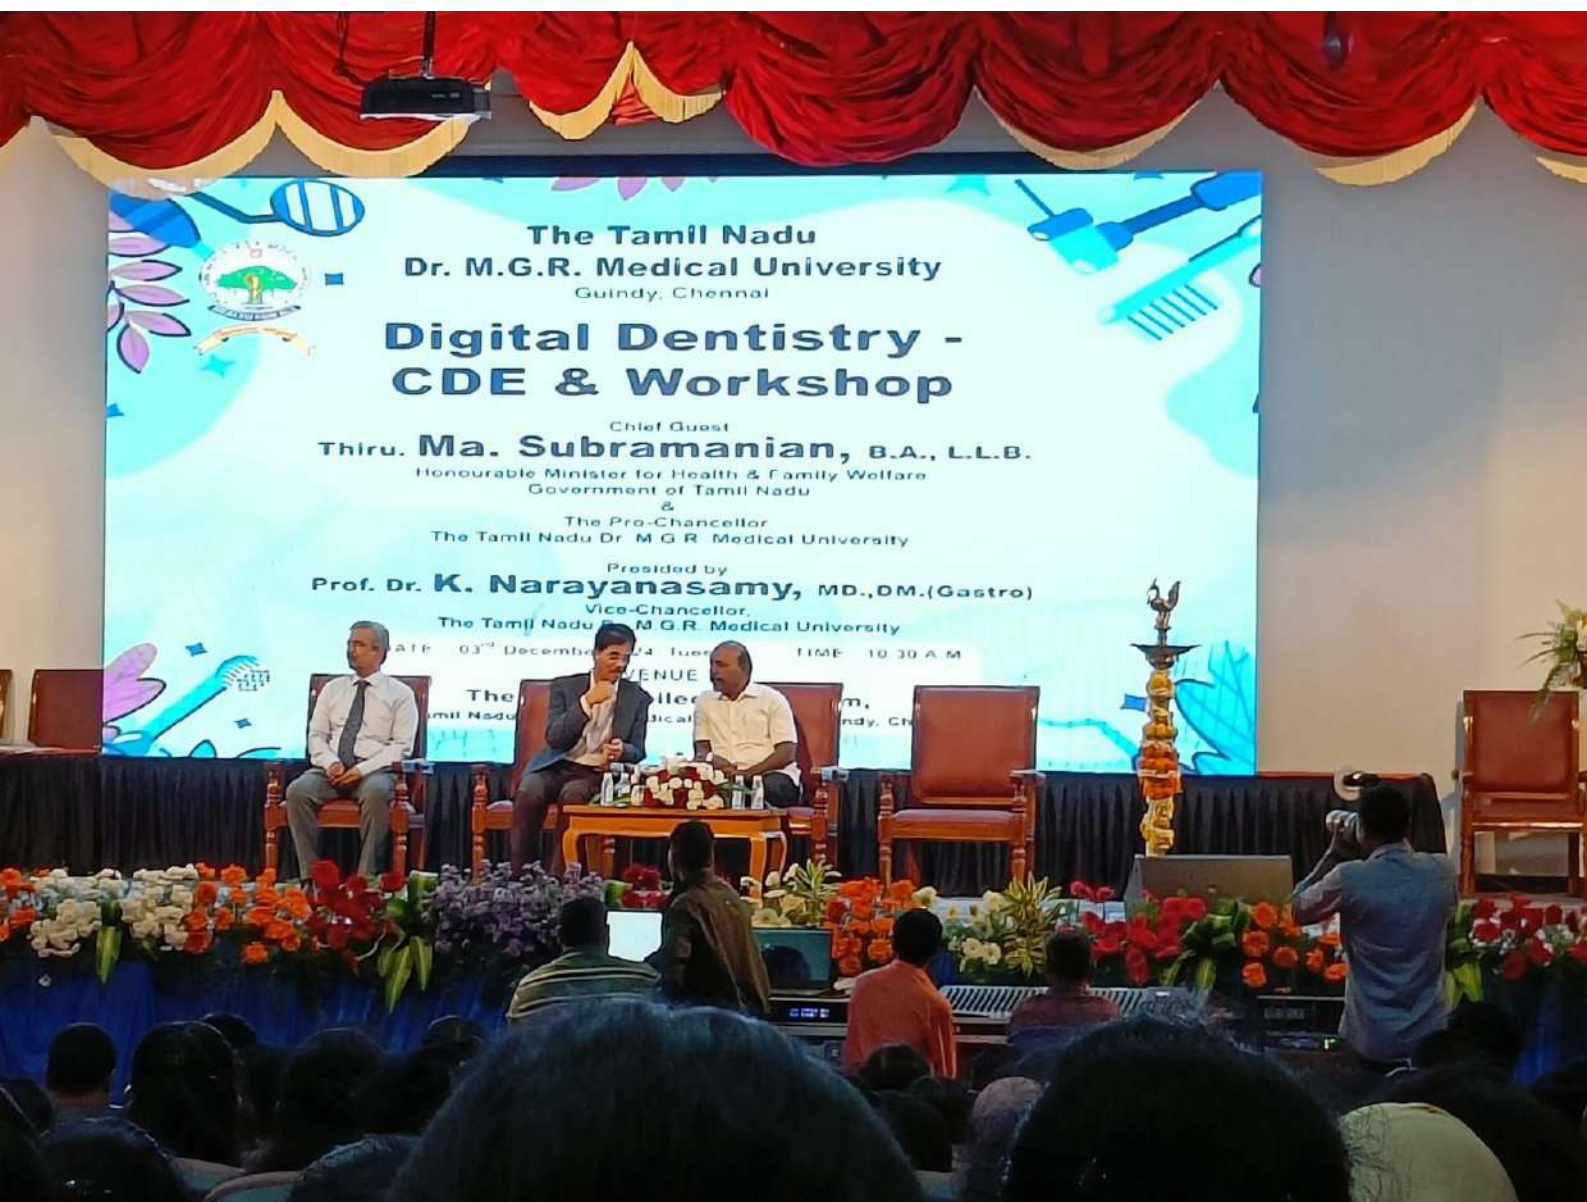 The Tamil Nadu
Dr. M.G.R. Medical University
Guindy, Chennai
Digital Dentistry -
CDE & Workshop
Chief Guest
Thiru. Ma. Subramanian, B.A., L.L.B.
Honourable Minister for Health & Family Welfare
Government of Tamil Nadu
&
The Pro-Chancellor
The Tamil Nadu Dr. M.G.R. Medical University
Presided by
Prof. Dr. K. Narayanasamy, MD.,DM.(Gastro)
Vice-Chancellor,
The Tamil Nadu M.G.R. Medical University
03rd TIME 10.30 A.M
VENUE
The